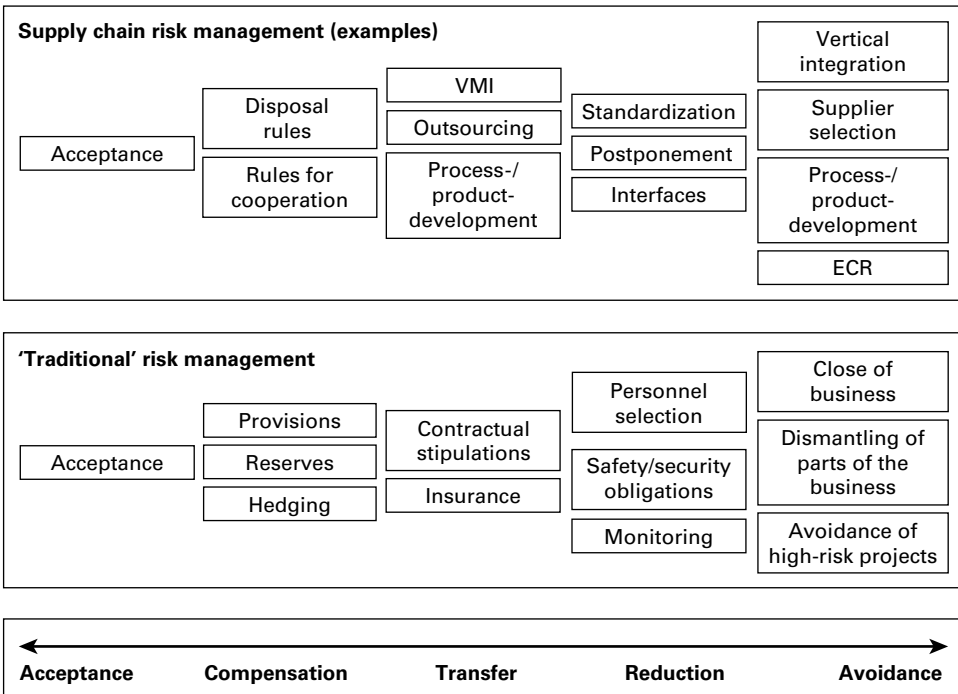 Supply chain risk management (examples)
Acceptance
Disposal
rules
Rules for
cooperation
VMI
Outsourcing
Process-/
product-
development
Standardization
Postponement
Interfaces
Vertical
integration
Supplier
selection
Process-/
product-
development
ECR
‘Traditional’ risk management
Acceptance
Provisions
Reserves
Hedging
Contractual
stipulations
Insurance
Personnel
selection
Safety/security
obligations
Monitoring
Close of
business
Dismantling of
parts of the
business
Avoidance of
high-risk projects
Acceptance Compensation Transfer Reduction Avoidance